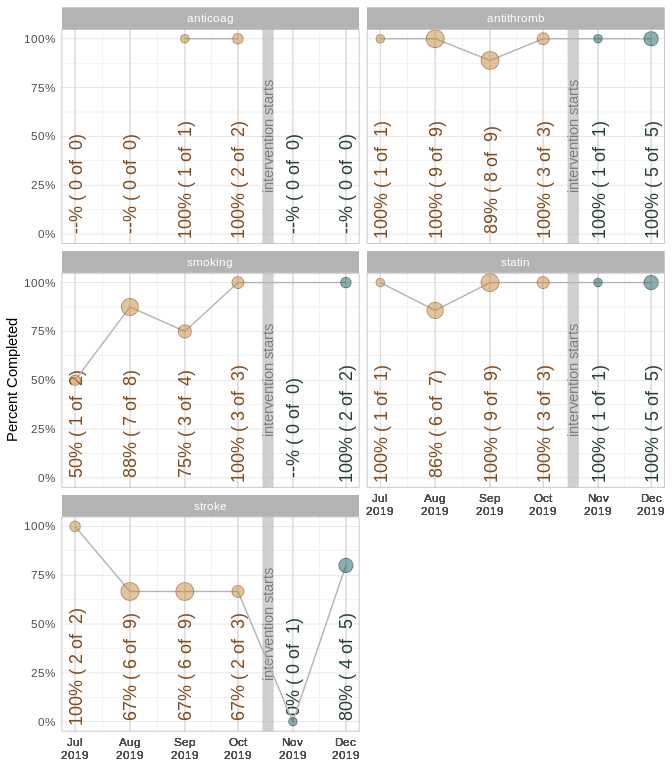 anticoag
100%
75%
50%
25%
0%
--% ( 0 of  0)
--% ( 0 of  0)
100% ( 1 of  1)
100% ( 2 of  2)
intervention starts
--% ( 0 of  0)
--% ( 0 of  0)
antithromb
100% ( 1 of  1)
100% ( 9 of  9)
89% ( 8 of  9)
100% ( 3 of  3)
intervention starts
100% ( 1 of  1)
100% ( 5 of  5)
Percent Completed
smoking
100%
75%
50%
25%
0%
50% ( 1 of  2)
88% ( 7 of  8)
75% ( 3 of  4)
100% ( 3 of  3)
intervention starts
--% ( 0 of  0)
100% ( 2 of  2)
statin
100% ( 1 of  1)
86% ( 6 of  7)
100% ( 9 of  9)
100% ( 3 of  3)
intervention starts
100% ( 1 of  1)
100% ( 5 of  5)
Jul Aug Sep Oct Nov Dec
2019 2019 2019 2019 2019 2019
stroke
100%
75%
50%
25%
0%
100% ( 2 of  2)
67% ( 6 of  9)
67% ( 6 of  9)
67% ( 2 of  3)
intervention starts
0% ( 0 of  1)
80% ( 4 of  5)
Jul Aug Sep Oct Nov Dec
2019 2019 2019 2019 2019 2019